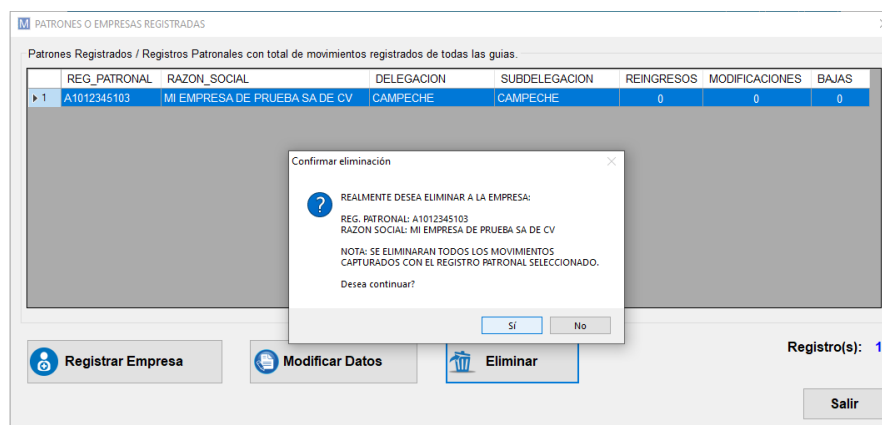 M PATRONES O EMPRESAS REGISTRADAS
Patrones Registrados / Registros Patronales con total de movimientos registrados de todas las guias.
REG_PATRONAL RAZON_SOCIAL DELEGACION SUBDELEGACION REINGRESOS MODIFICACIONES BAJAS
1 A1012345103 MI EMPRESA DE PRUEBA SA DE CV CAMPECHE CAMPECHE 0 0 0
Confirmar eliminación
?
REALMENTE DESEA ELIMINAR A LA EMPRESA:
REG. PATRONAL: A1012345103
RAZON SOCIAL: MI EMPRESA DE PRUEBA SA DE CV
NOTA: SE ELIMINARAN TODOS LOS MOVIMIENTOS
CAPTURADOS CON EL REGISTRO PATRONAL SELECCIONADO.
Desea continuar?
Sí No
Registrar Empresa Modificar Datos Eliminar Registro(s): 1
Salir